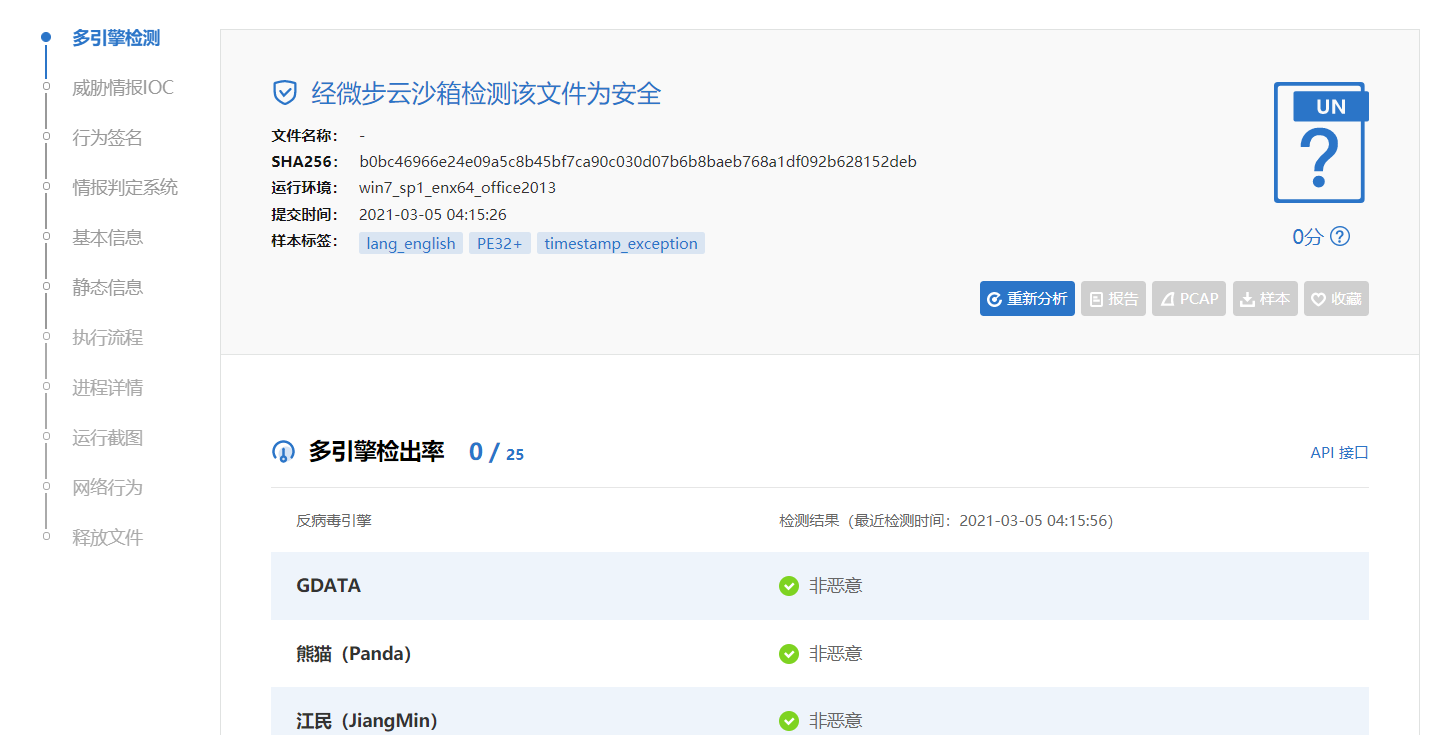 多引擎检测
威胁情报IOC
行为签名
情报判定系统
基本信息
静态信息
执行流程
进程详情
运行截图
网络行为
释放文件
经微步云沙箱检测该文件为安全
文件名称： -
SHA256： b0bc46966e24e09a5c8b45bf7ca90c030d07b6b8baeb768a1df092b628152deb
运行环境： win7_sp1_enx64_office2013
提交时间： 2021-03-05 04:15:26
样本标签： lang_english PE32+ timestamp_exception
UN
?
0分 ?
重新分析 报告 PCAP 样本 收藏
多引擎检出率 0 / 25 API 接口
反病毒引擎 检测结果（最近检测时间：2021-03-05 04:15:56）
GDATA 非恶意
熊猫（Panda） 非恶意
江民（JiangMin） 非恶意